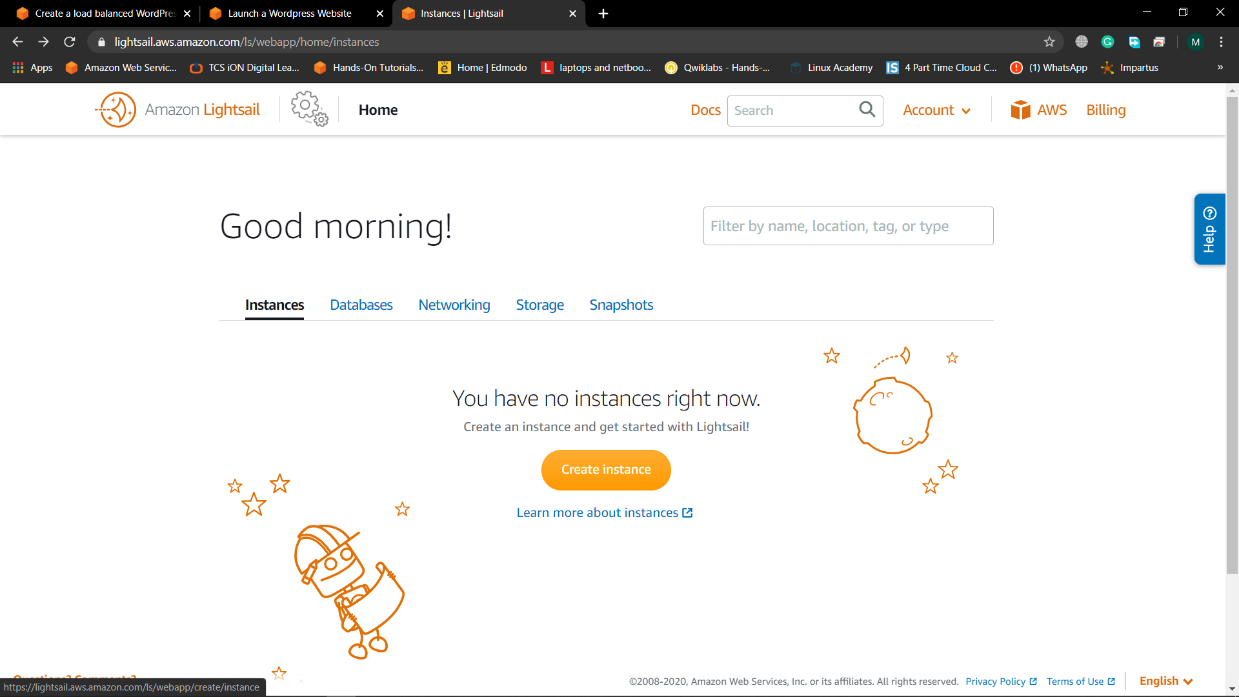 Create a load balanced WordPres
Launch a Wordpress Website
Instances | Lightsail
lightsail.aws.amazon.com/ls/webapp/home/instances
G
M
Apps
Amazon Web Servic...
TCS iON Digital Lea...
Hands-On Tutorials...
Home | Edmodo
L laptops and netboo...
Qwiklabs - Hands-...
Linux Academy
IS 4 Part Time Cloud C...
(1) WhatsApp
Impartus
»
Amazon Lightsail
Home
Docs
Search
Account
AWS
Billing
Good morning!
Filter by name, location, tag, or type
Help
Instances
Databases
Networking
Storage
Snapshots
You have no instances right now.
Create an instance and get started with Lightsail!
Create instance
Learn more about instances
Questions? Comments?
https://lightsail.aws.amazon.com/ls/webapp/create/instance
©2008-2020, Amazon Web Services, Inc. or its affiliates. All rights reserved.
Privacy Policy
Terms of Use
English